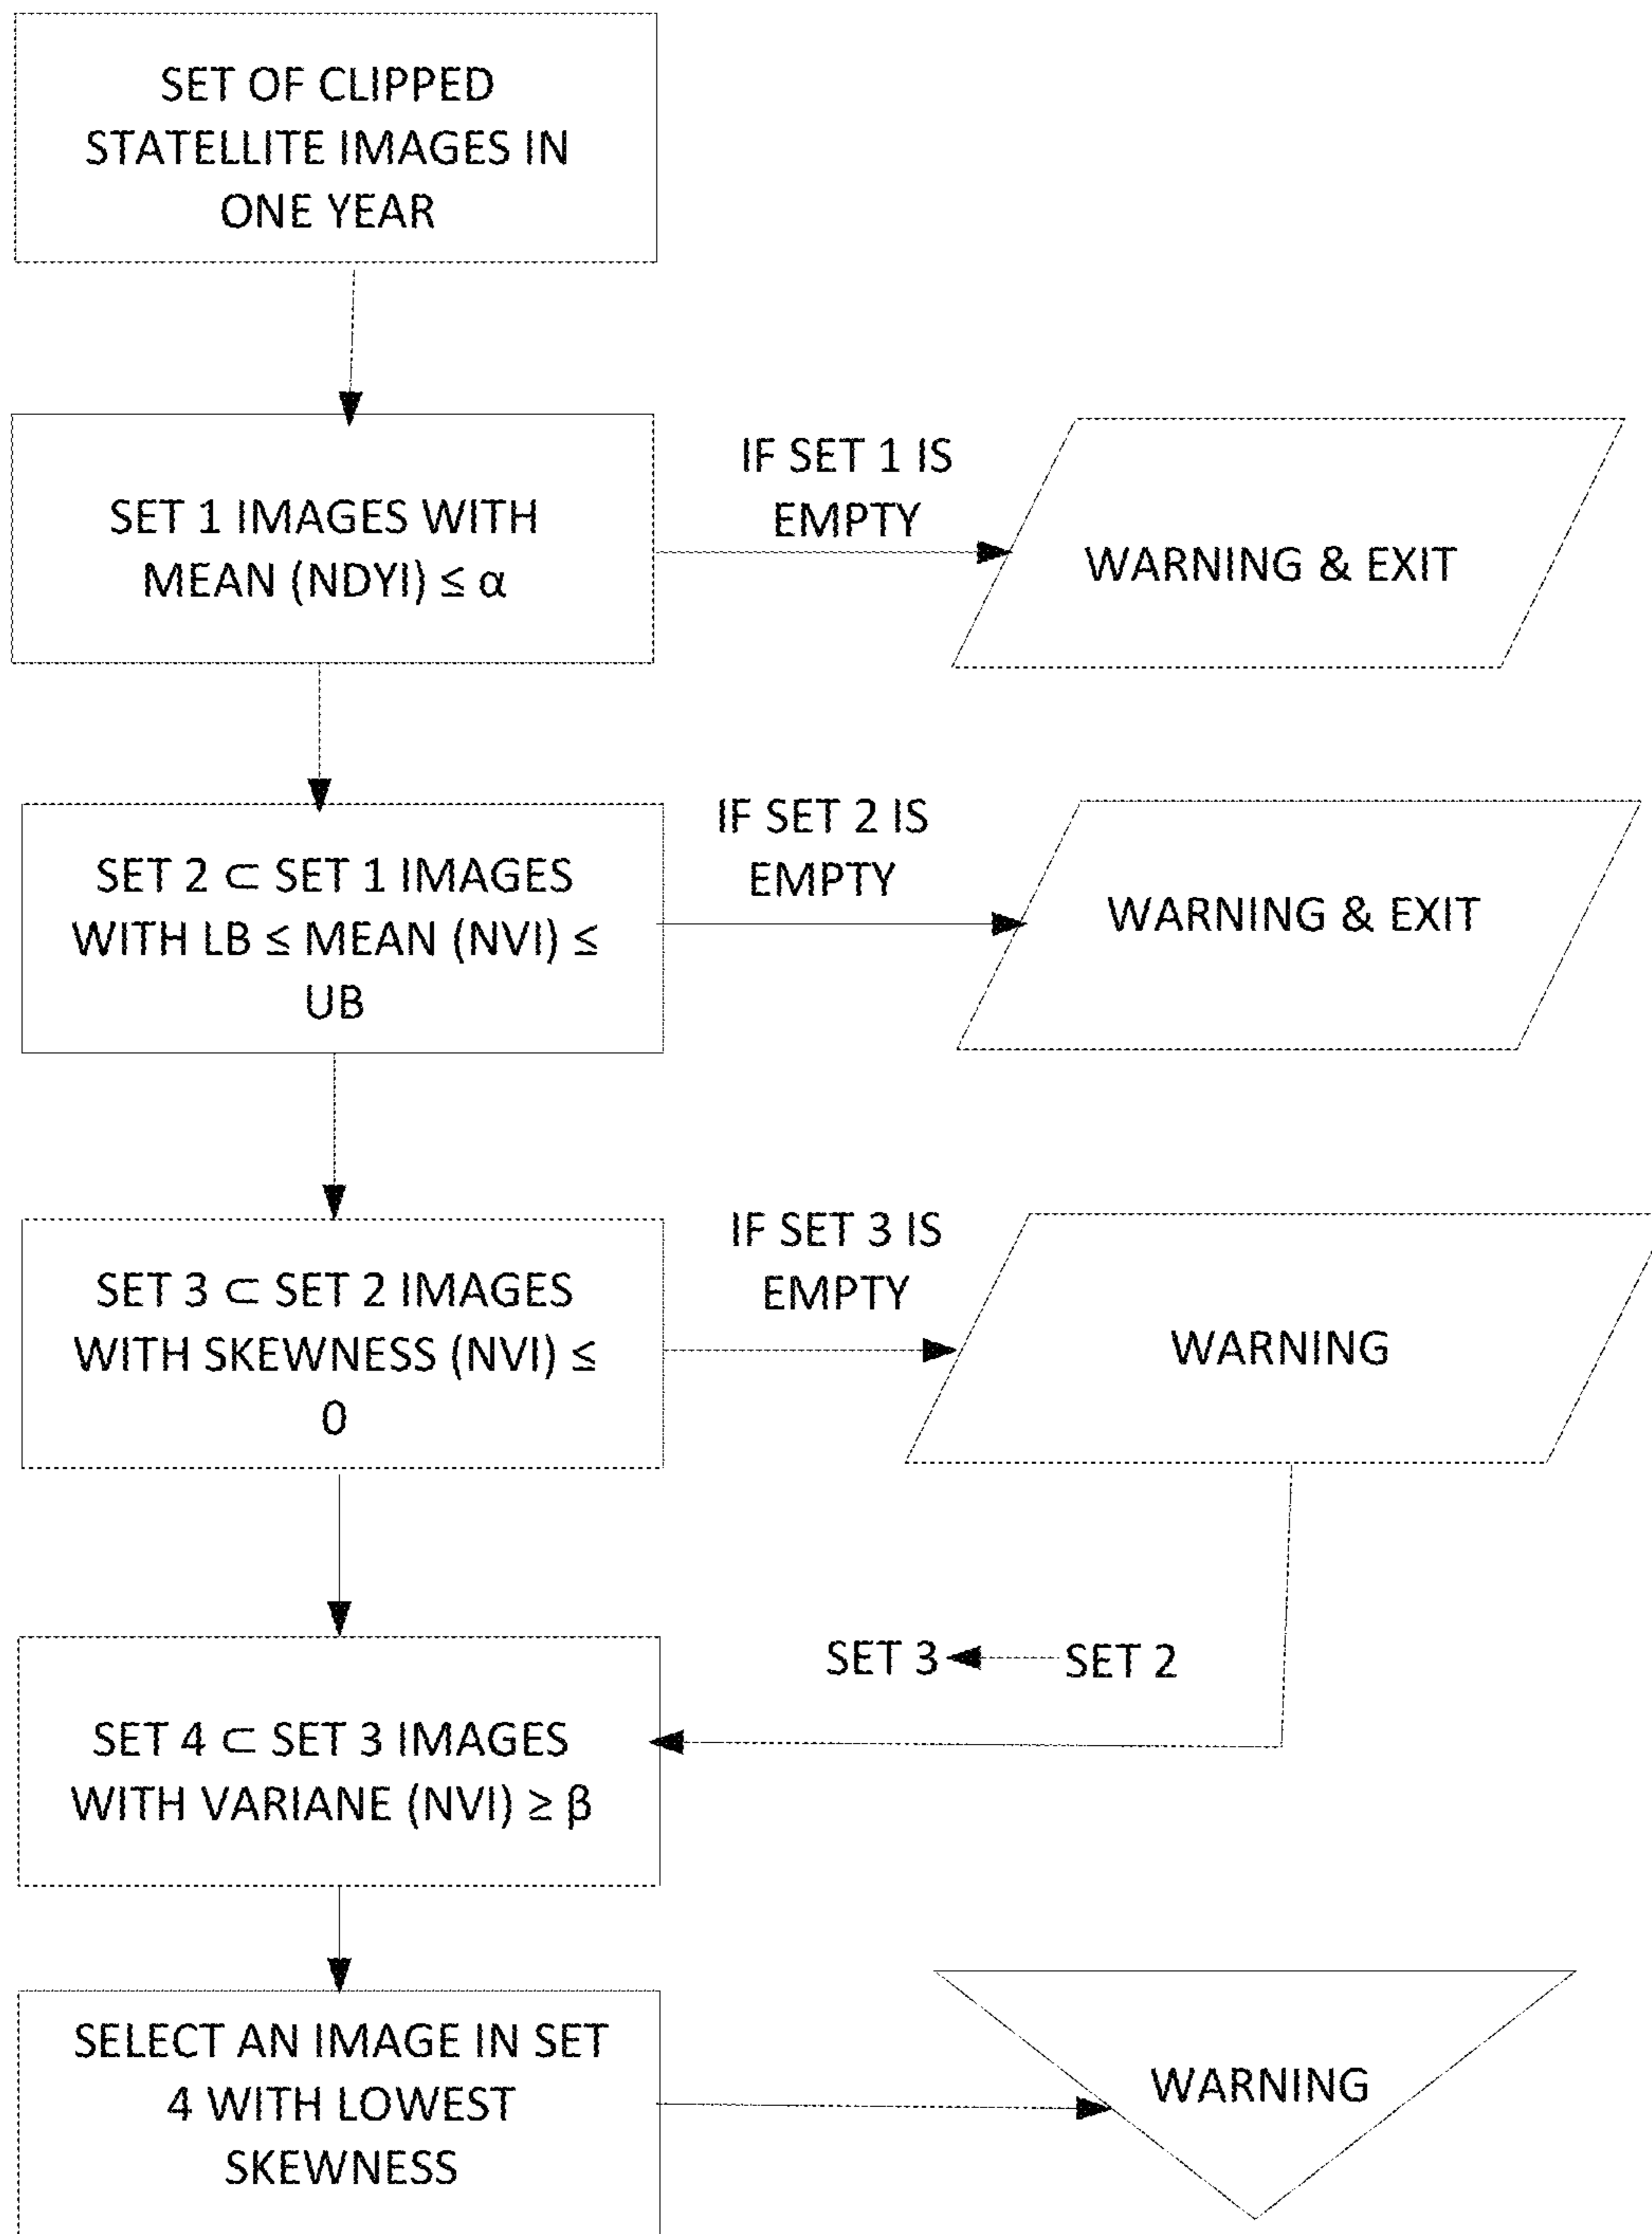 SET OF CLIPPED
STATELLITE IMAGES IN
ONE YEAR
SET 1 IMAGES WITH
MEAN (NDYI) ≤ α
IF SET 1 IS
EMPTY
WARNING & EXIT
SET 2 ⊂ SET 1 IMAGES
WITH LB ≤ MEAN (NVI) ≤
UB
IF SET 2 IS
EMPTY
WARNING & EXIT
SET 3 ⊂ SET 2 IMAGES
WITH SKEWNESS (NVI) ≤
0
IF SET 3 IS
EMPTY
WARNING
SET 3
SET 2
SET 4 ⊂ SET 3 IMAGES
WITH VARIANE (NVI) ≥ β
SELECT AN IMAGE IN SET
4 WITH LOWEST
SKEWNESS
WARNING